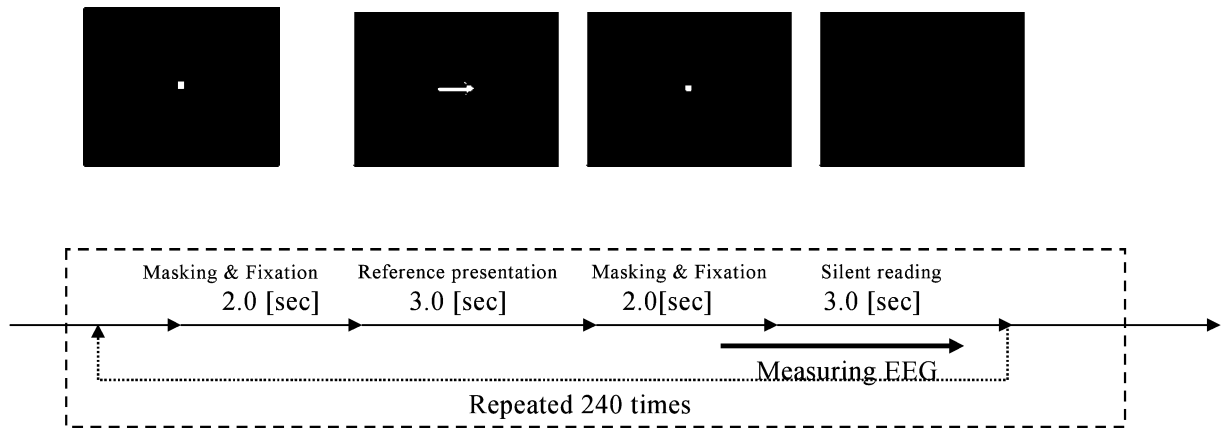 Masking & Fixation
2.0 [sec]
Reference presentation
3.0 [sec]
Masking & Fixation
2.0[sec]
Silent reading
3.0 [sec]
Measuring EEG
Repeated 240 times